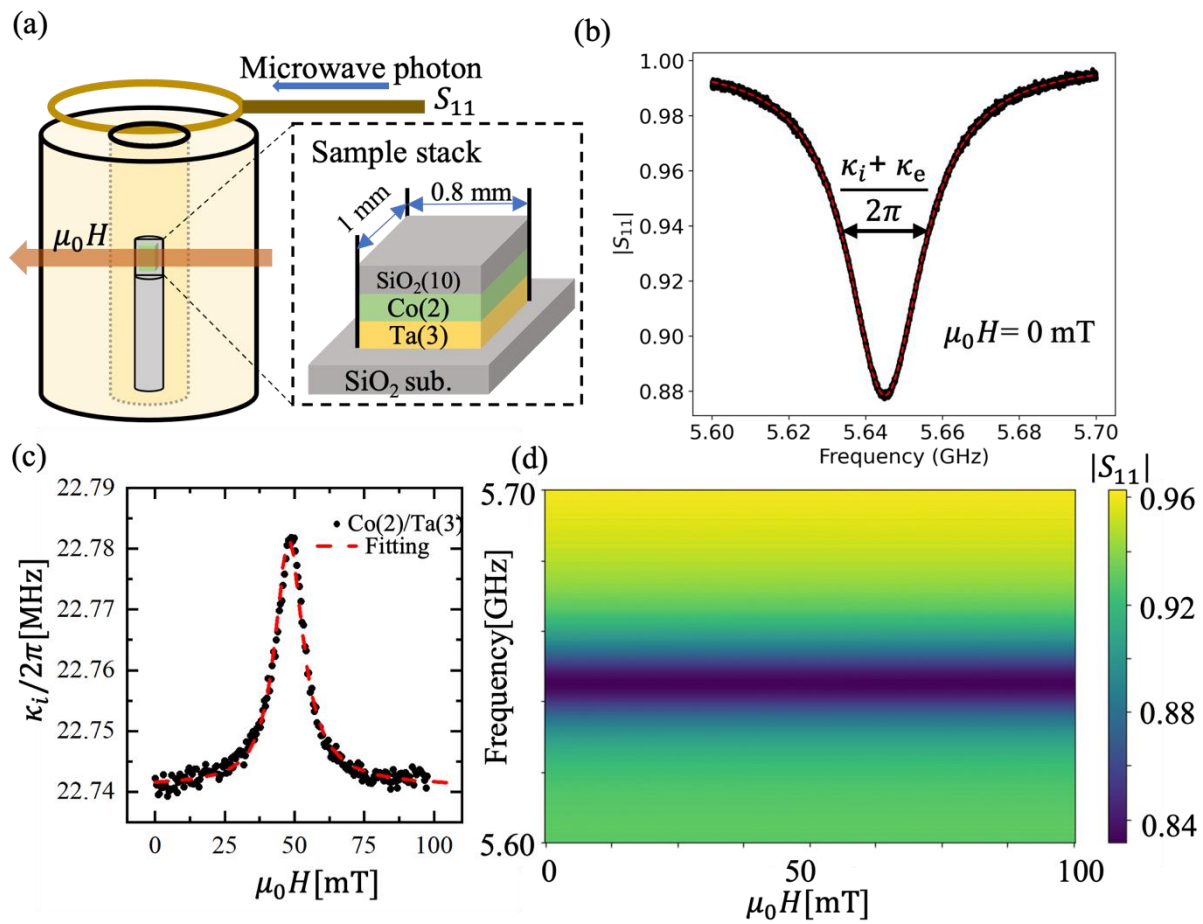 (a)
Microwave photon
S₁₁
Sample stack
1 mm
0.8 mm
SiO₂(10)
Co(2)
Ta(3)
SiO₂ sub.
μ₀H
(b)
1.00
0.98
0.96
0.94
0.92
0.90
0.88
|S₁₁|
κᵢ + κₑ
2π
μ₀H= 0 mT
5.60 5.62 5.64 5.66 5.68 5.70
Frequency (GHz)
(c)
22.79
22.78
22.77
22.76
22.75
22.74
κᵢ/2π[MHz]
Co(2)/Ta(3)
Fitting
0 25 50 75 100
μ₀H[mT]
(d)
|S₁₁|
5.70
5.60
Frequency[GHz]
0 50 100
μ₀H[mT]
0.96
0.92
0.88
0.84